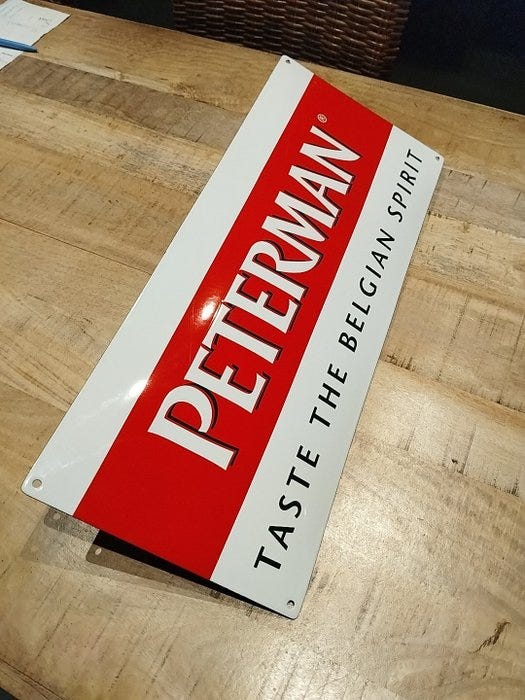 PETERMAN®
TASTE THE BELGIAN SPIRIT